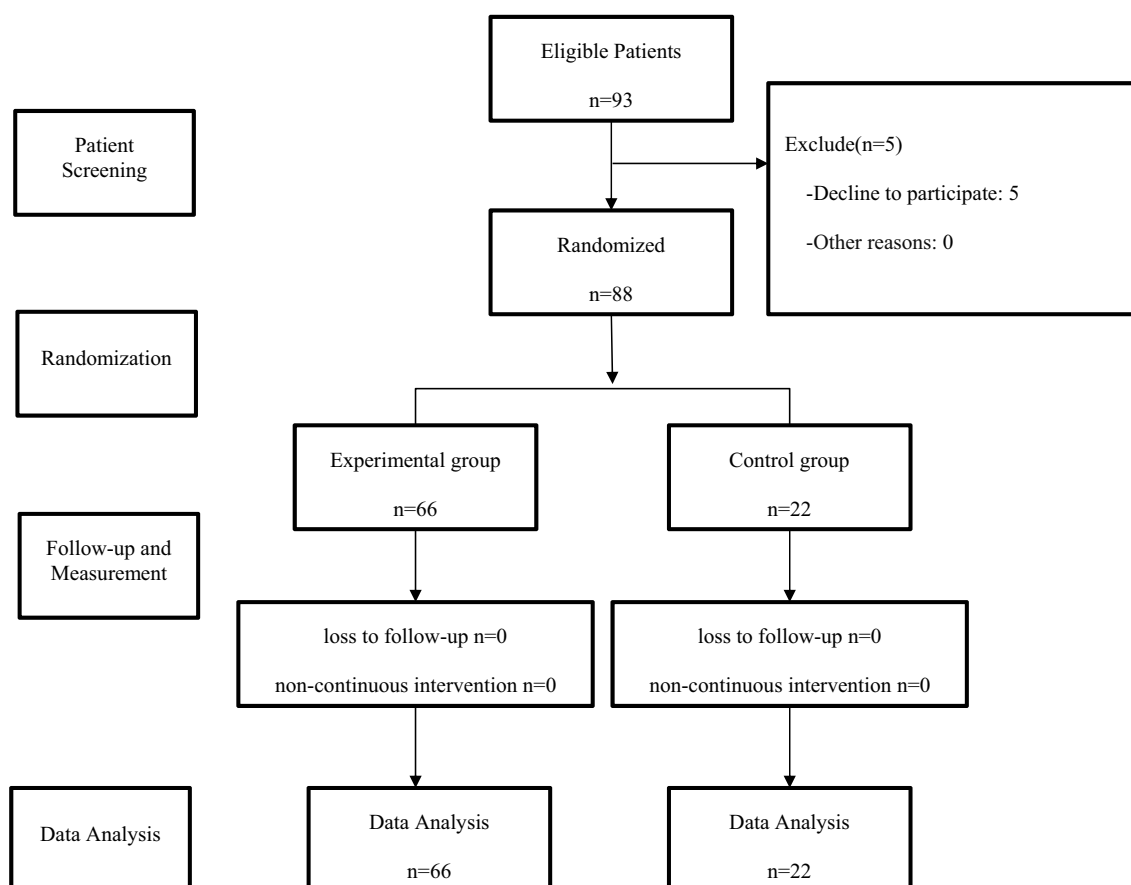 Eligible Patients
n=93
Patient
Screening
Exclude(n=5)
-Decline to participate: 5
-Other reasons: 0
Randomized
n=88
Randomization
Experimental group
n=66
Control group
n=22
Follow-up and
Measurement
loss to follow-up n=0
non-continuous intervention n=0
loss to follow-up n=0
non-continuous intervention n=0
Data Analysis
Data Analysis
n=66
Data Analysis
n=22